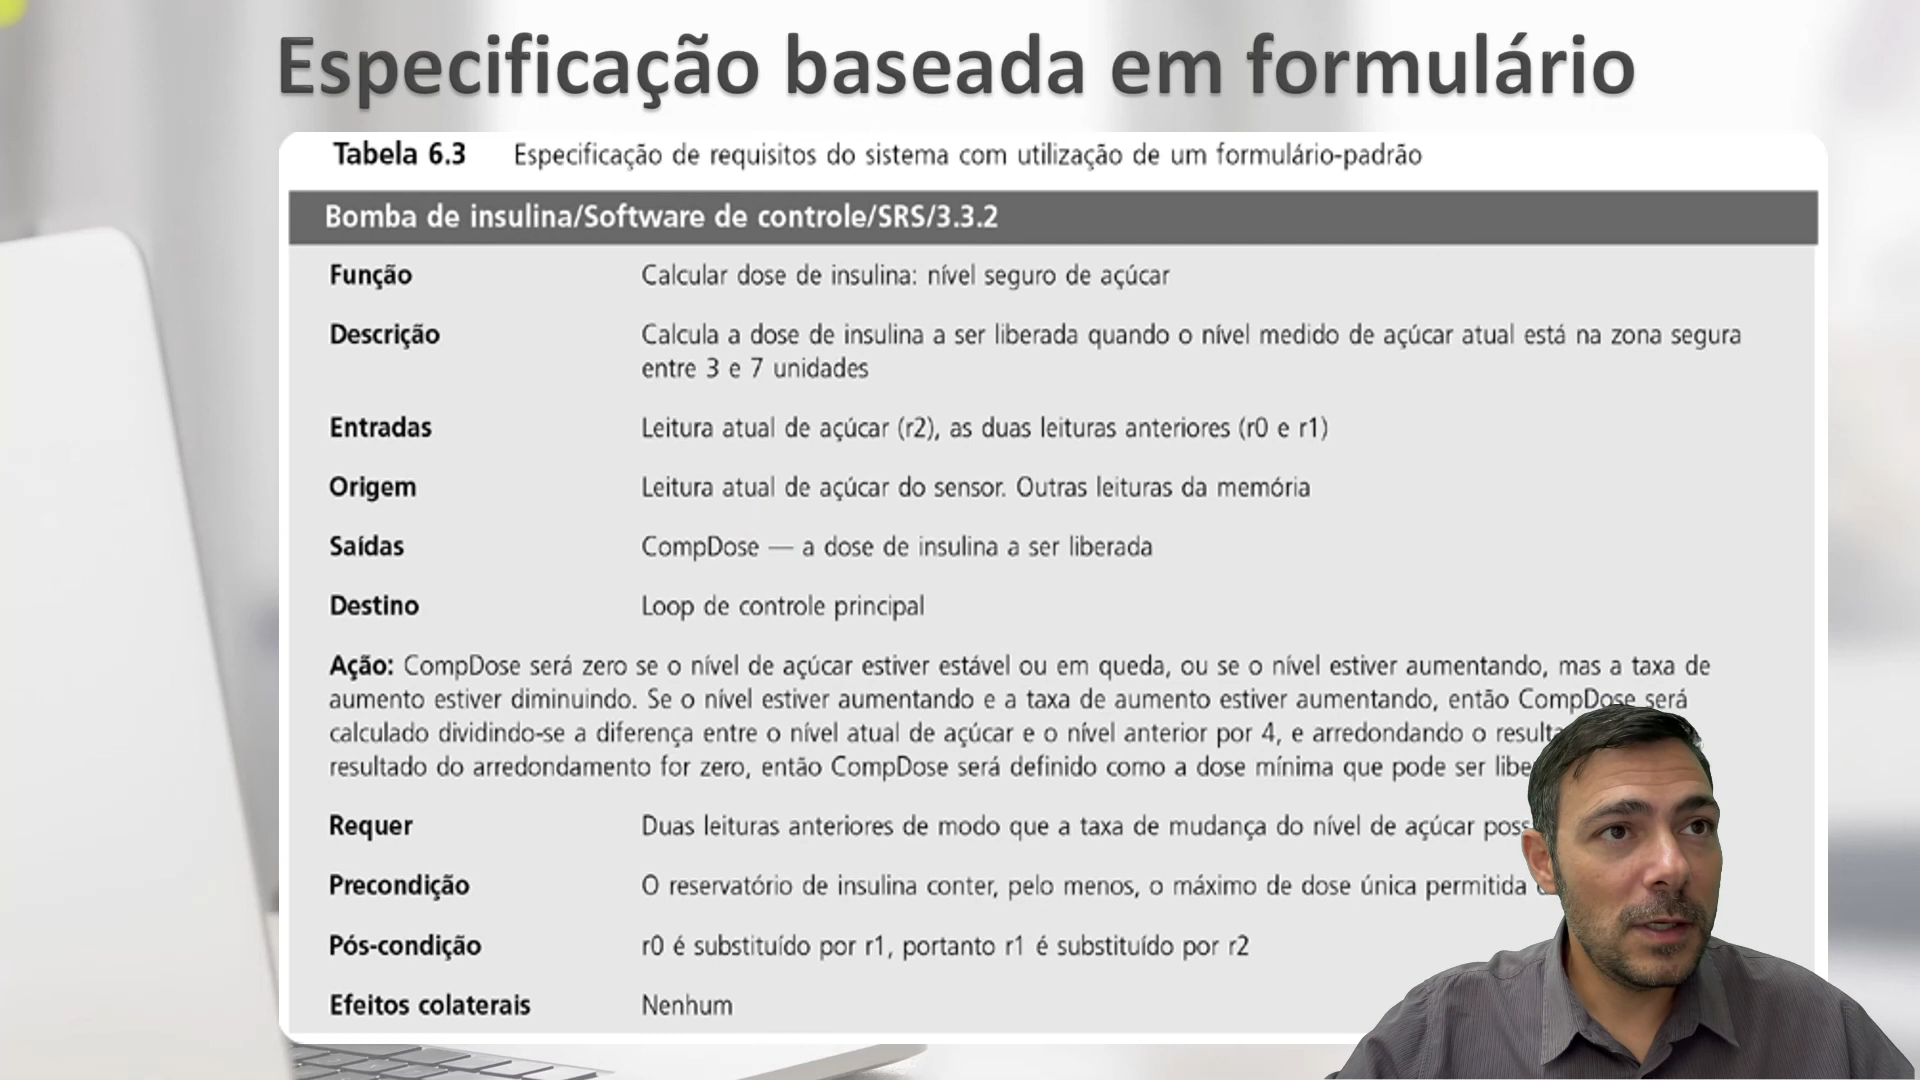 Especificação baseada em formulário
Tabela 6.3 Especificação de requisitos do sistema com utilização de um formulário-padrão
Bomba de insulina/Software de controle/SRS/3.3.2
Função Calcular dose de insulina: nível seguro de açúcar
Descrição Calcula a dose de insulina a ser liberada quando o nível medido de açúcar atual está na zona segura
entre 3 e 7 unidades
Entradas Leitura atual de açúcar (r2), as duas leituras anteriores (r0 e r1)
Origem Leitura atual de açúcar do sensor. Outras leituras da memória
Saídas CompDose — a dose de insulina a ser liberada
Destino Loop de controle principal
Ação: CompDose será zero se o nível de açúcar estiver estável ou em queda, ou se o nível estiver aumentando, mas a taxa de
aumento estiver diminuindo. Se o nível estiver aumentando e a taxa de aumento estiver aumentando, então CompDose será
calculado dividindo-se a diferença entre o nível atual de açúcar e o nível anterior por 4, e arredondando o
resultado do arredondamento for zero, então CompDose será definido como a dose mínima que pode ser
Requer Duas leituras anteriores de modo que a taxa de mudança do nível de açúcar
Precondição O reservatório de insulina conter, pelo menos, o máximo de dose única permitida
Pós-condição r0 é substituído por r1, portanto r1 é substituído por r2
Efeitos colaterais Nenhum